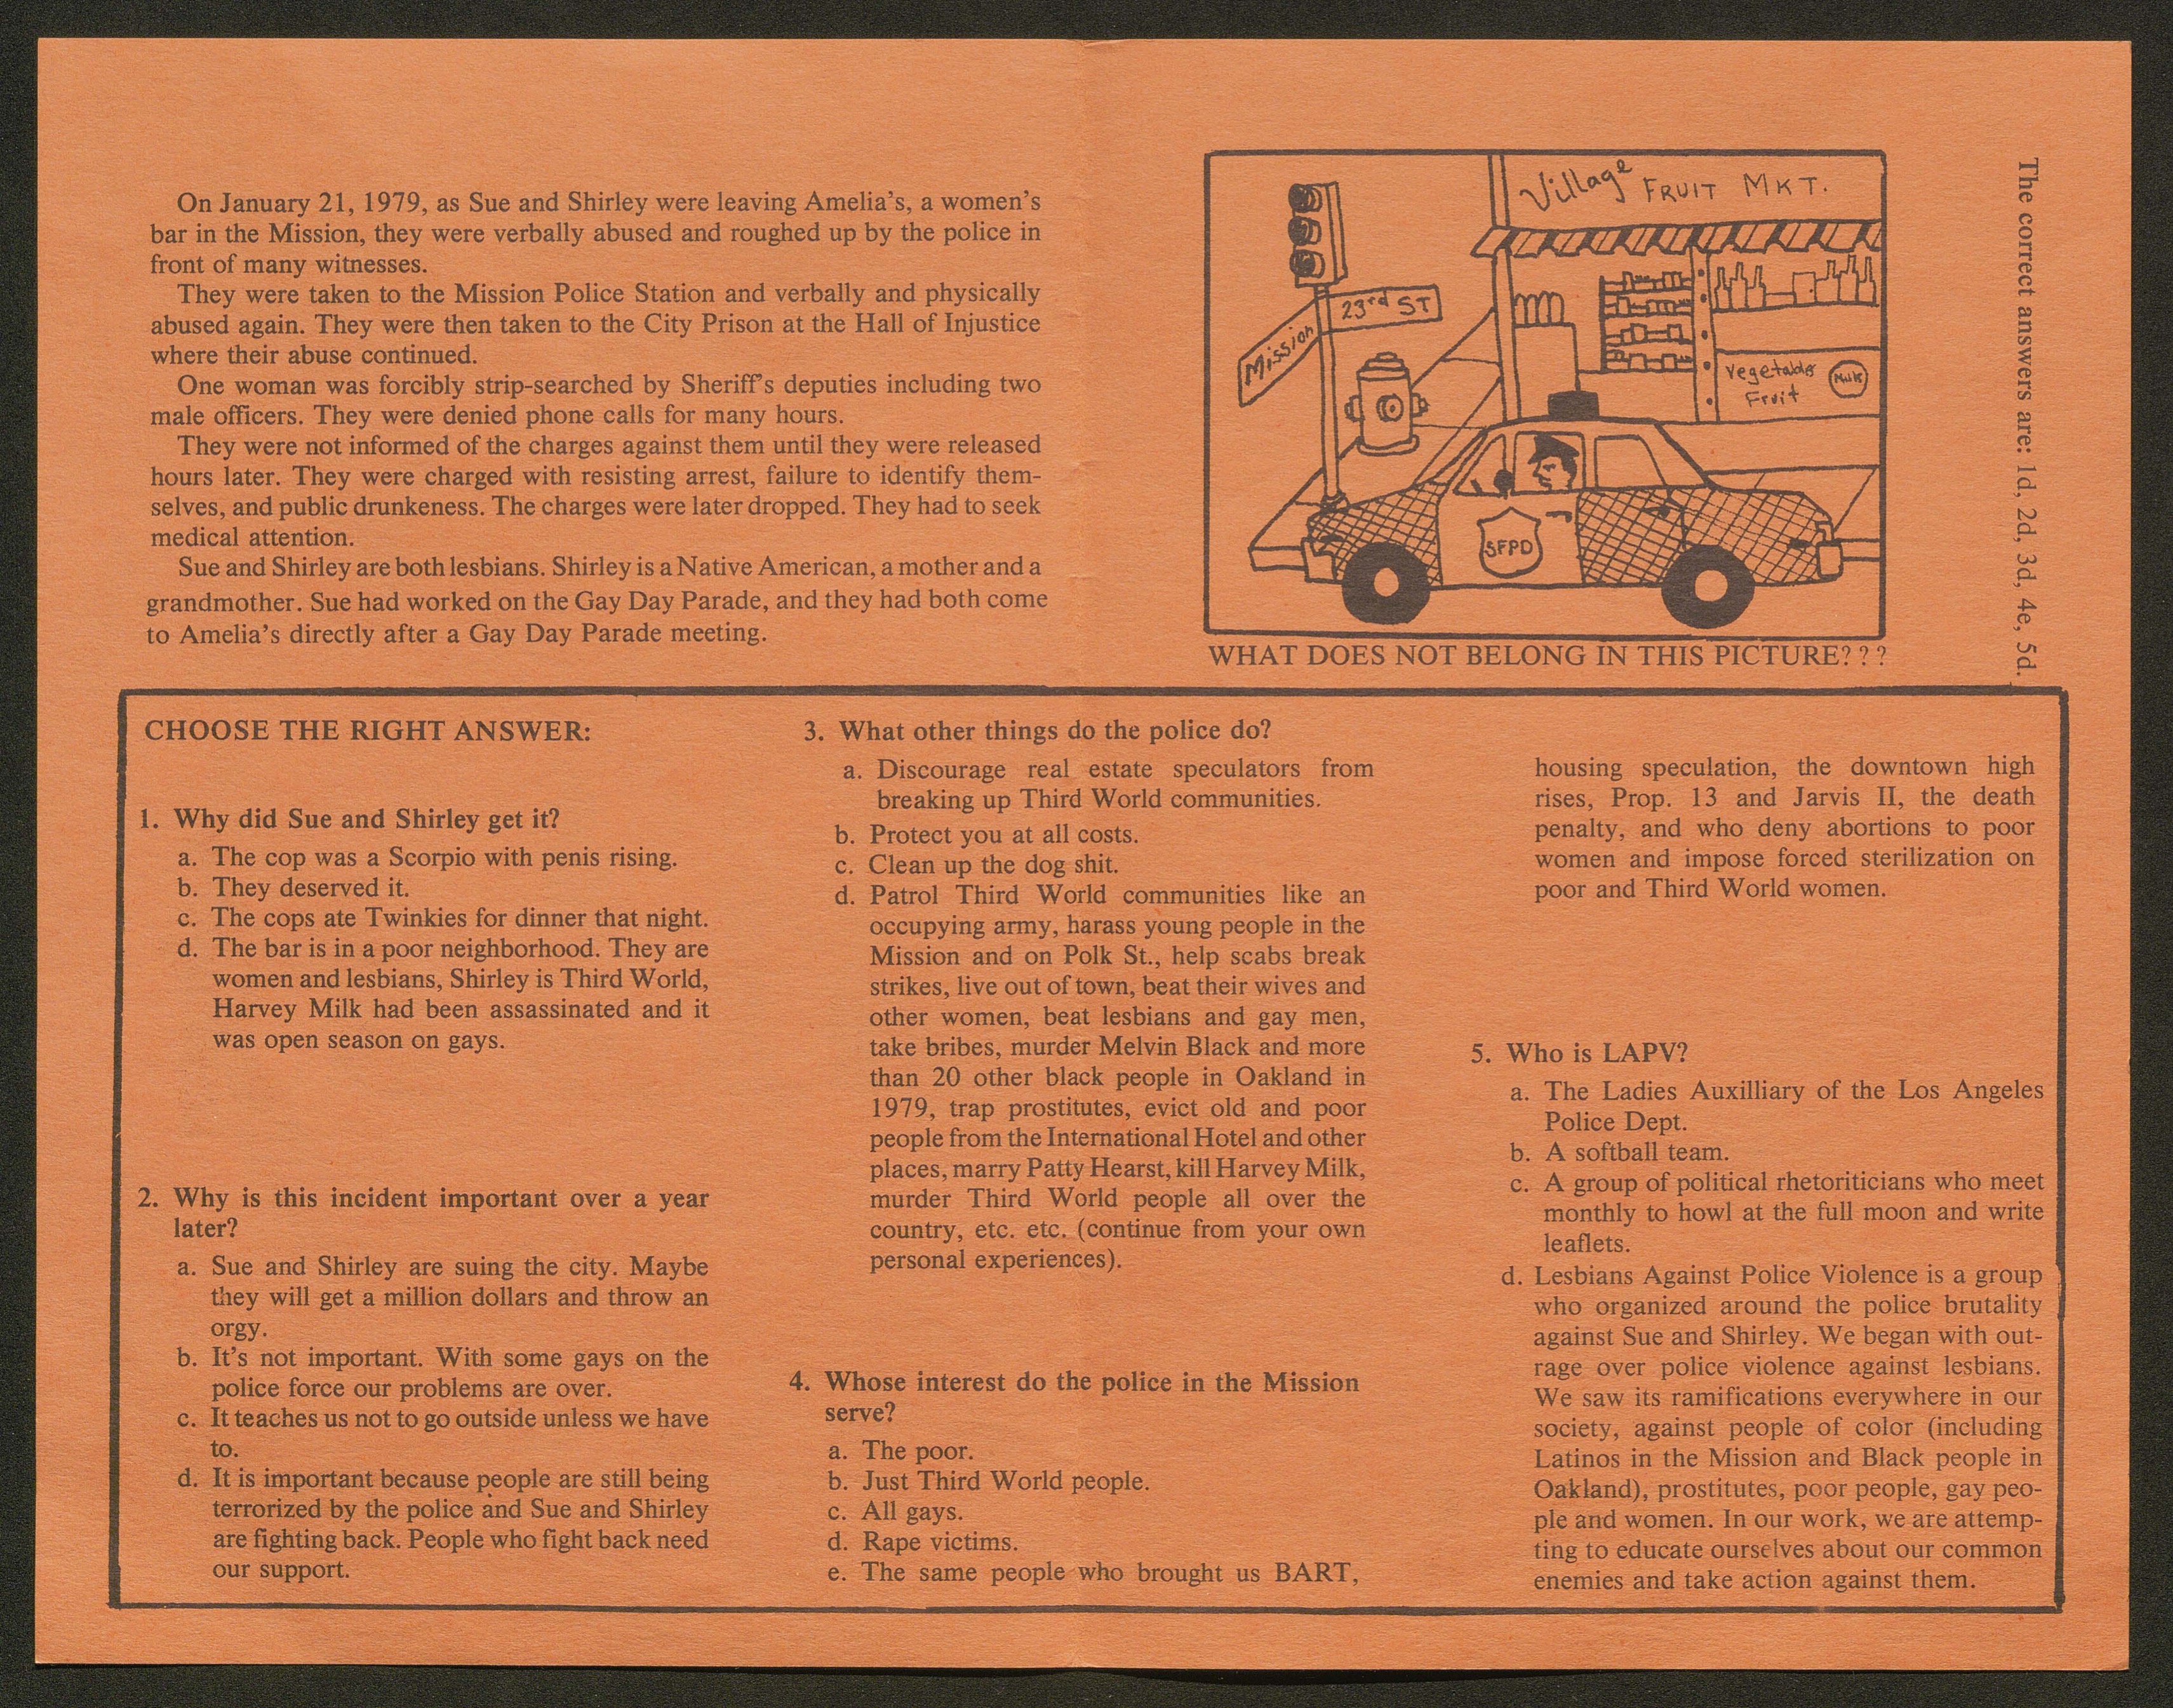 On January 21, 1979, as Sue and Shirley were leaving Amelia's, a women's
bar in the Mission, they were verbally abused and roughed up by the police in
front of many witnesses.
They were taken to the Mission Police Station and verbally and physically
abused again. They were then taken to the City Prison at the Hall of Injustice
where their abuse continued.
One woman was forcibly strip-searched by Sheriff's deputies including two
male officers. They were denied phone calls for many hours.
They were not informed of the charges against them until they were released
hours later. They were charged with resisting arrest, failure to identify them-
selves, and public drunkeness. The charges were later dropped. They had to seek
medical attention.
Sue and Shirley are both lesbians. Shirley is a Native American, a mother and a
grandmother. Sue had worked on the Gay Day Parade, and they had both come
to Amelia's directly after a Gay Day Parade meeting.
Village FRUIT MKT.
23rd ST
Mission
Vegetables
Fruit
Milk
SFPD
WHAT DOES NOT BELONG IN THIS PICTURE???
The correct answers are: 1d, 2d, 3d, 4e, 5d.
CHOOSE THE RIGHT ANSWER:
1. Why did Sue and Shirley get it?
a. The cop was a Scorpio with penis rising.
b. They deserved it.
c. The cops ate Twinkies for dinner that night.
d. The bar is in a poor neighborhood. They are
women and lesbians, Shirley is Third World,
Harvey Milk had been assassinated and it
was open season on gays.
2. Why is this incident important over a year
later?
a. Sue and Shirley are suing the city. Maybe
they will get a million dollars and throw an
orgy.
b. It's not important. With some gays on the
police force our problems are over.
c. It teaches us not to go outside unless we have
to.
d. It is important because people are still being
terrorized by the police and Sue and Shirley
are fighting back. People who fight back need
our support.
3. What other things do the police do?
a. Discourage real estate speculators from
breaking up Third World communities.
b. Protect you at all costs.
c. Clean up the dog shit.
d. Patrol Third World communities like an
occupying army, harass young people in the
Mission and on Polk St., help scabs break
strikes, live out of town, beat their wives and
other women, beat lesbians and gay men,
take bribes, murder Melvin Black and more
than 20 other black people in Oakland in
1979, trap prostitutes, evict old and poor
people from the International Hotel and other
places, marry Patty Hearst, kill Harvey Milk,
murder Third World people all over the
country, etc. etc. (continue from your own
personal experiences).
4. Whose interest do the police in the Mission
serve?
a. The poor.
b. Just Third World people.
c. All gays.
d. Rape victims.
e. The same people who brought us BART,
housing speculation, the downtown high
rises, Prop. 13 and Jarvis II, the death
penalty, and who deny abortions to poor
women and impose forced sterilization on
poor and Third World women.
5. Who is LAPV?
a. The Ladies Auxilliary of the Los Angeles
Police Dept.
b. A softball team.
c. A group of political rhetoriticians who meet
monthly to howl at the full moon and write
leaflets.
d. Lesbians Against Police Violence is a group
who organized around the police brutality
against Sue and Shirley. We began with out-
rage over police violence against lesbians.
We saw its ramifications everywhere in our
society, against people of color (including
Latinos in the Mission and Black people in
Oakland), prostitutes, poor people, gay peo-
ple and women. In our work, we are attemp-
ting to educate ourselves about our common
enemies and take action against them.